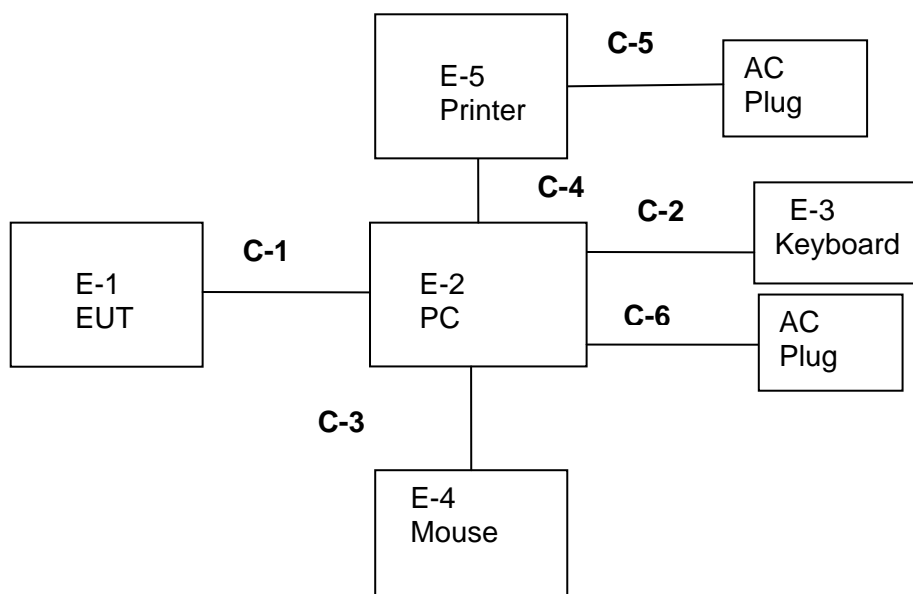 C-5
E-5
Printer
AC
Plug
C-4
C-2
E-3
Keyboard
C-1
E-1
EUT
E-2
PC
C-6
AC
Plug
C-3
E-4
Mouse